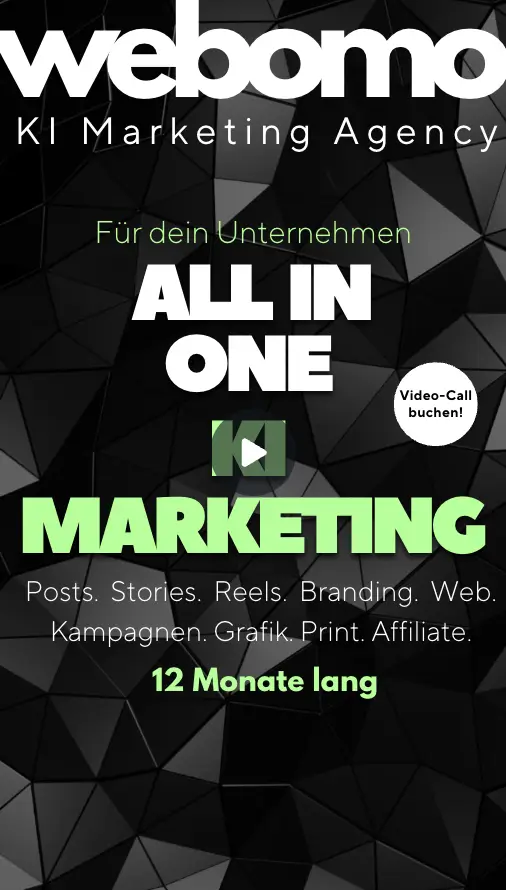 webomo
KI Marketing Agency
Für dein Unternehmen
ALL IN
ONE
Video-Call
buchen!
KI
MARKETING
Posts. Stories. Reels. Branding. Web.
Kampagnen. Grafik. Print. Affiliate.
12 Monate lang